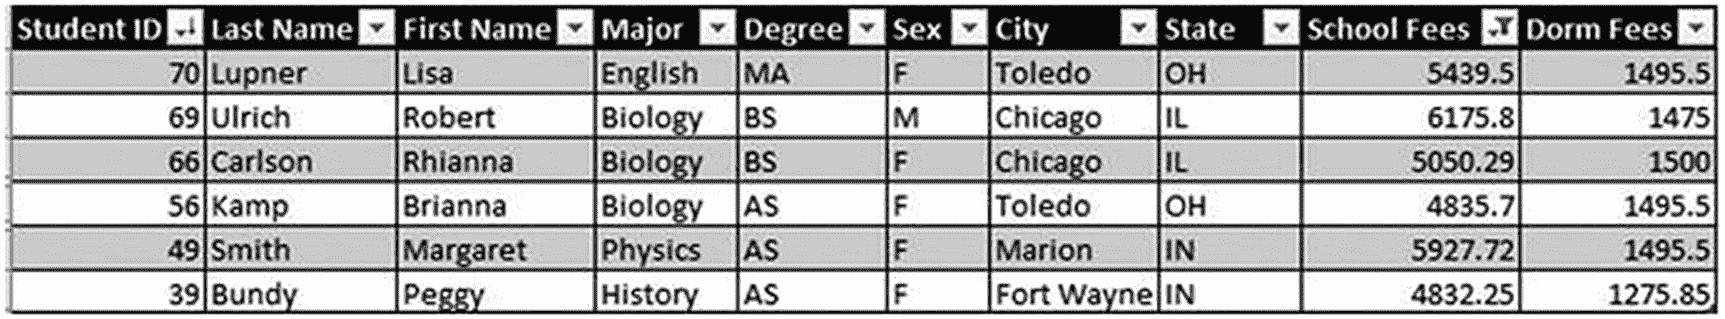 Student ID Last Name First Name Major Degree Sex City State School Fees Dorm Fees
70 Lupner Lisa English MA F Toledo OH 5439.5 1495.5
69 Ulrich Robert Biology BS M Chicago IL 6175.8 1475
66 Carlson Rhianna Biology BS F Chicago IL 5050.29 1500
56 Kamp Brianna Biology AS F Toledo OH 4835.7 1495.5
49 Smith Margaret Physics AS F Marion IN 5927.72 1495.5
39 Bundy Peggy History AS F Fort Wayne IN 4832.25 1275.85